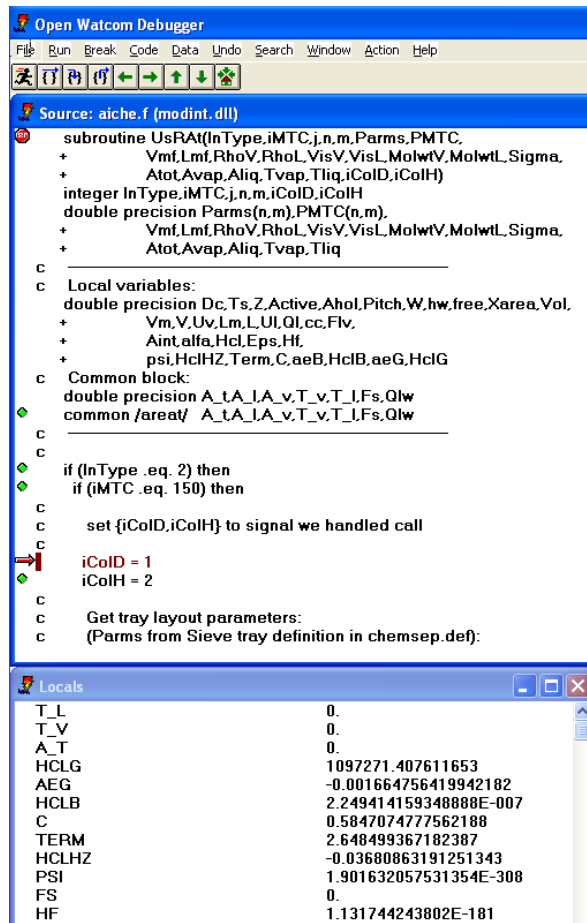 Open Watcom Debugger
File Run Break Code Data Undo Search Window Action Help
Source: aiche.f (modint.dll)
subroutine UsRAt(InType,iMTC,j,n,m,Parms,PMTC,
+ Vmf,Lmf,RhoV,RhoL,VisV,VisL,MolwtV,MolwtL,Sigma,
+ Atot,Avap,Aliq,Tvap,Tliq,iColD,iColH)
integer InType,iMTC,j,n,m,iColD,iColH
double precision Parms(n,m),PMTC(n,m),
+ Vmf,Lmf,RhoV,RhoL,VisV,VisL,MolwtV,MolwtL,Sigma,
+ Atot,Avap,Aliq,Tvap,Tliq
c
c Local variables:
double precision Dc,Ts,Z,Active,Ahol,Pitch,W,hw,free,Xarea,Vol,
+ Vm,V,Uv,Lm,L,Ul,Ql,cc,Flv,
+ Aint,alfa,Hcl,Eps,Hf,
+ psi,HclHZ,Term,C,aeB,HclB,aeG,HclG
c Common block:
double precision A_t,A_l,A_v,T_v,T_l,Fs,Qlw
common /areat/ A_t,A_l,A_v,T_v,T_l,Fs,Qlw
c
c
if (InType .eq. 2) then
if (iMTC .eq. 150) then
c
c set {iColD,iColH} to signal we handled call
c
iColD = 1
iColH = 2
c
c Get tray layout parameters:
c (Parms from Sieve tray definition in chemsep.def):
Locals
T_L 0.
T_V 0.
A_T 0.
HCLG 1097271.407611653
AEG -0.001664756419942182
HCLB 2.249414159348888E-007
C 0.5847074777562188
TERM 2.648499367182387
HCLHZ -0.03680863191251343
PSI 1.901632057531354E-308
FS 0.
HF 1.131744243802E-181